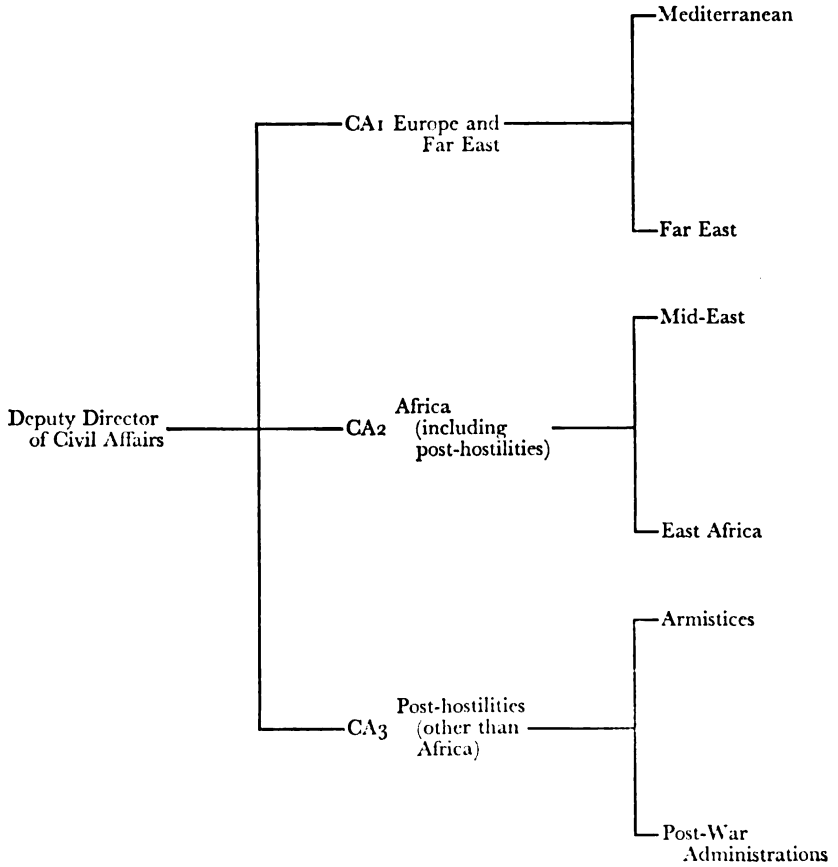 Mediterranean
CA1 Europe and
Far East
Far East
Mid-East
Deputy Director
of Civil Affairs
CA2 Africa
(including
post-hostilities)
East Africa
Armistices
CA3 Post-hostilities
(other than
Africa)
Post-War
Administrations